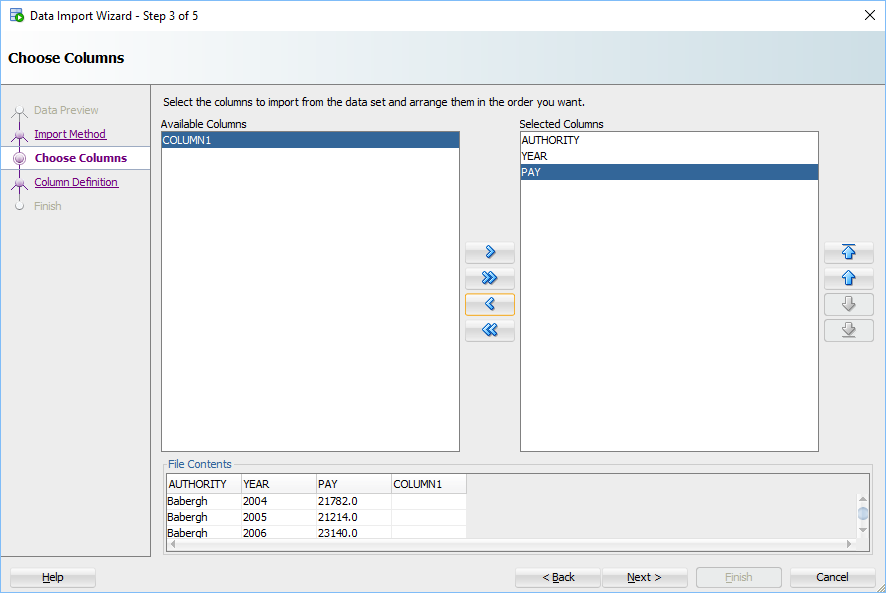 Data Import Wizard - Step 3 of 5
Choose Columns
Data Preview
Import Method
Choose Columns
Column Definition
Finish
Select the columns to import from the data set and arrange them in the order you want.
Available Columns
COLUMN1
Selected Columns
AUTHORITY
YEAR
PAY
File Contents
AUTHORITY YEAR PAY COLUMN1
Babergh 2004 21782.0
Babergh 2005 21214.0
Babergh 2006 23140.0
Help < Back Next > Finish Cancel